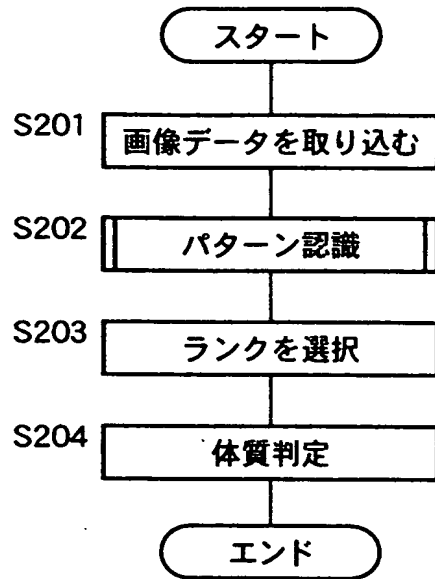 スタート
S201
画像データを取り込む
S202
パターン認識
S203
ランクを選択
S204
体質判定
エンド